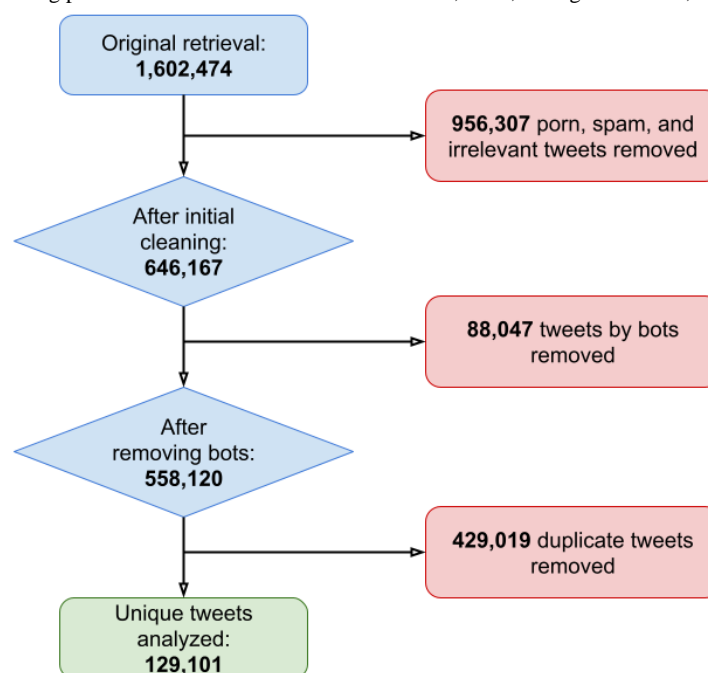 Original retrieval:
1,602,474
956,307 porn, spam, and
irrelevant tweets removed
After initial
cleaning:
646,167
88,047 tweets by bots
removed
After
removing bots:
558,120
429,019 duplicate tweets
removed
Unique tweets
analyzed:
129,101